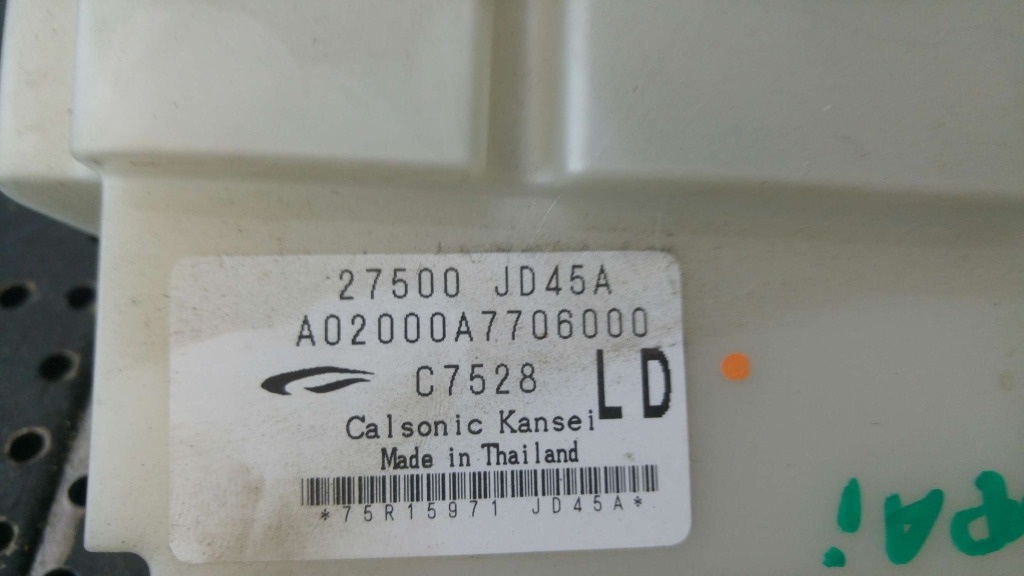 27500 JD45A
A02000A7706000
C7528
LD
Calsonic Kansei
Made in Thailand
*75R15971 JD45A*